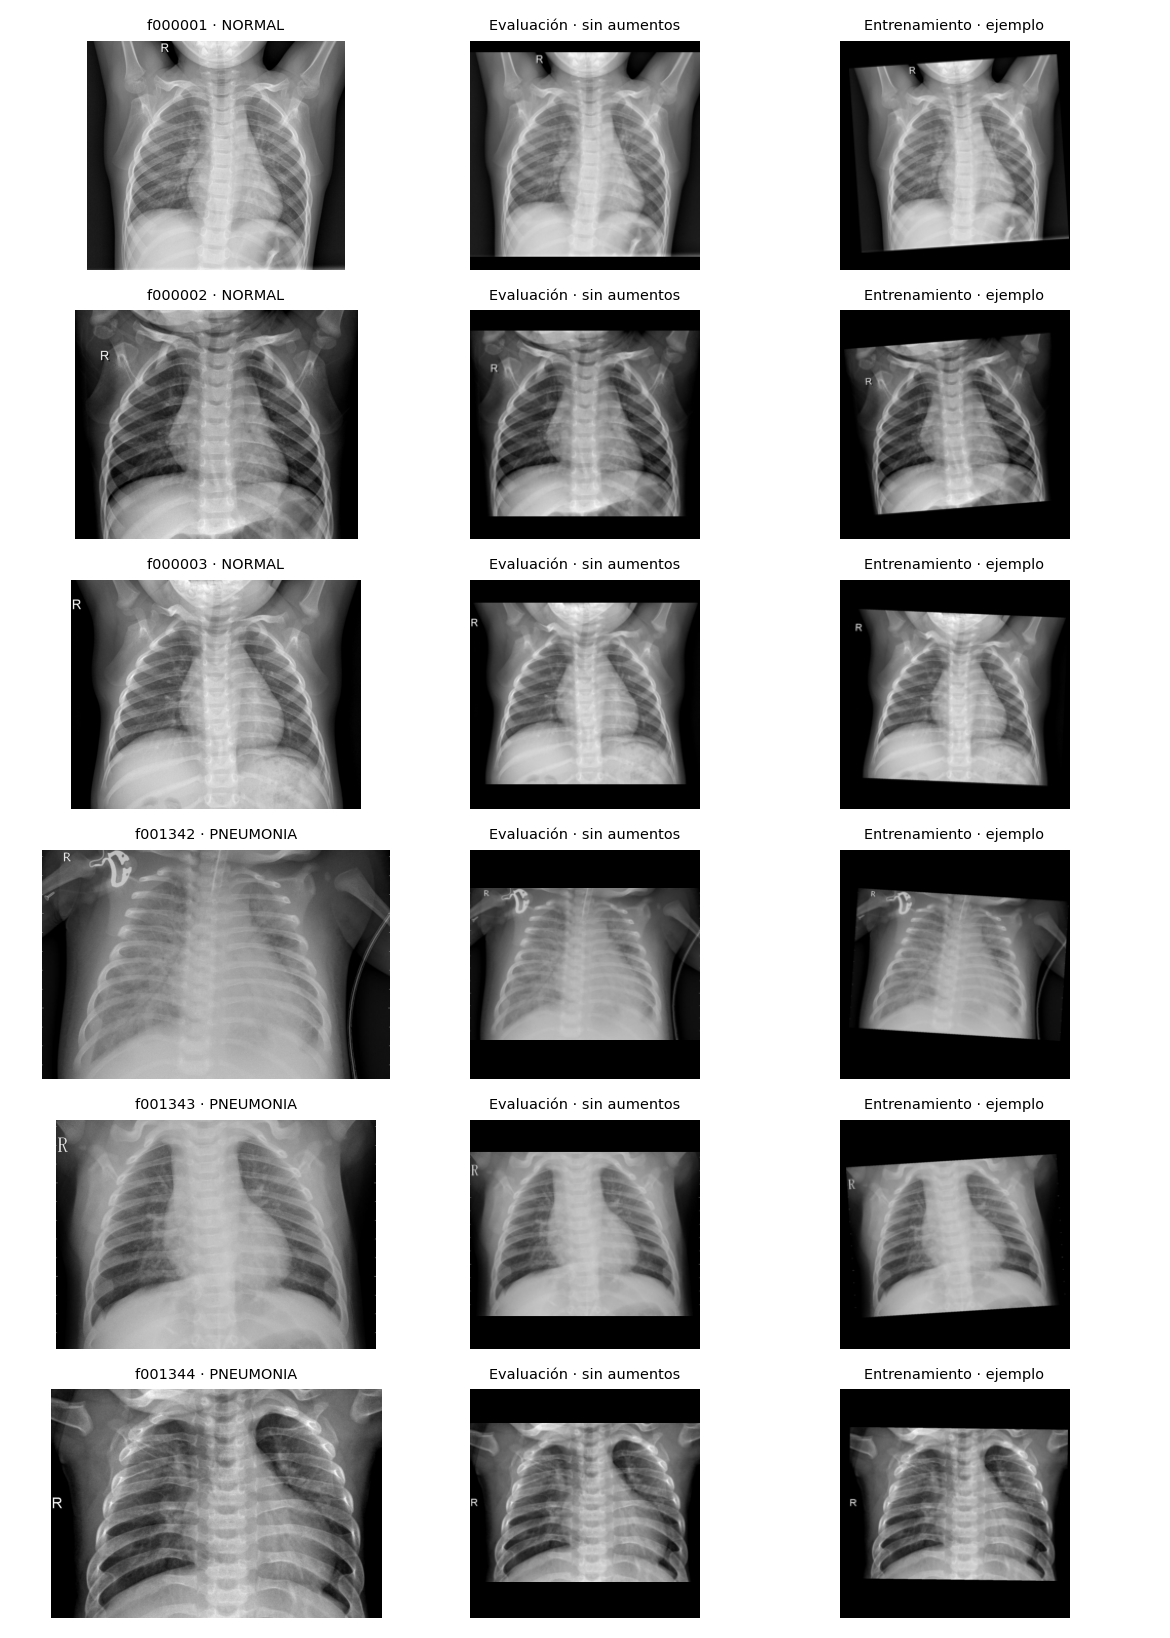 f000001 · NORMAL
Evaluación · sin aumentos
Entrenamiento · ejemplo
R
R
R
f000002 · NORMAL
Evaluación · sin aumentos
Entrenamiento · ejemplo
R
R
R
f000003 · NORMAL
Evaluación · sin aumentos
Entrenamiento · ejemplo
R
R
R
f001342 · PNEUMONIA
Evaluación · sin aumentos
Entrenamiento · ejemplo
R
R
R
f001343 · PNEUMONIA
Evaluación · sin aumentos
Entrenamiento · ejemplo
R
R
R
f001344 · PNEUMONIA
Evaluación · sin aumentos
Entrenamiento · ejemplo
R
R
R